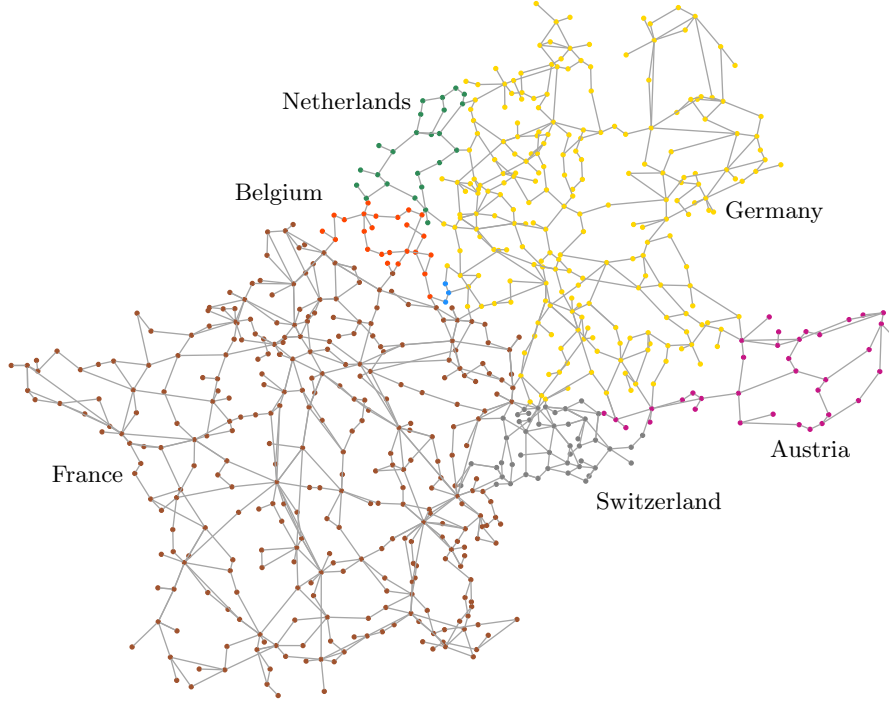 Netherlands
Belgium
Germany
Austria
France
Switzerland